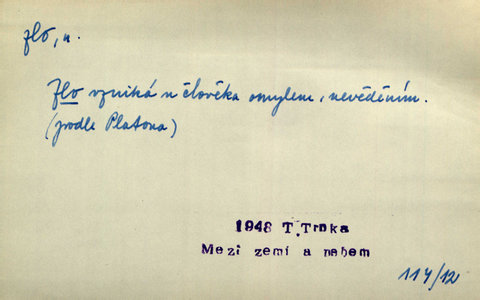 zlo, n.
Zlo vzniká u člověka omylem, nevěděním.
(podle Platona)
1948 T. Trnka
Mezi zemí a nebem
114/12